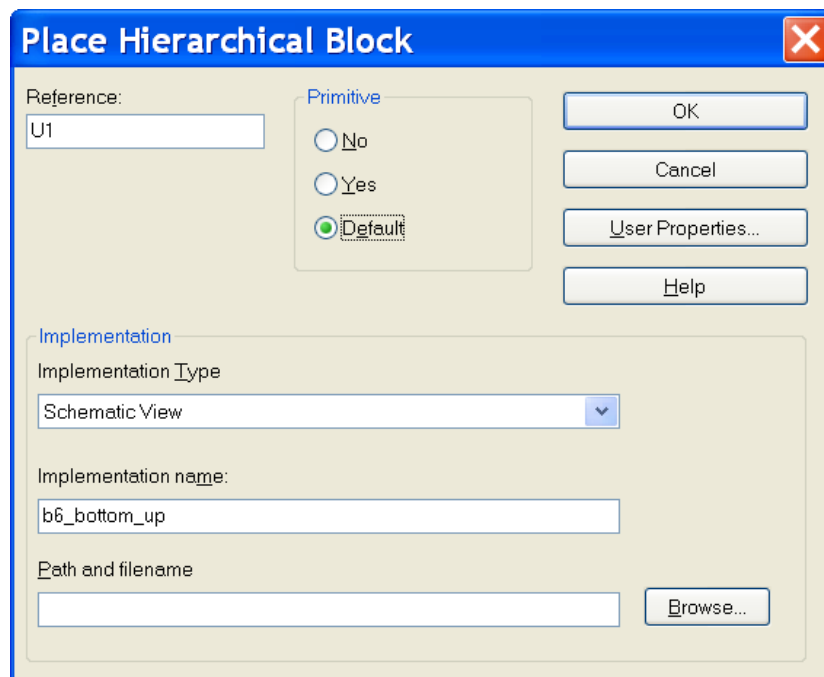 Place Hierarchical Block
Reference:
U1
Primitive
No
Yes
Default
OK
Cancel
User Properties...
Help
Implementation
Implementation Type
Schematic View
Implementation name:
b6_bottom_up
Path and filename
Browse...